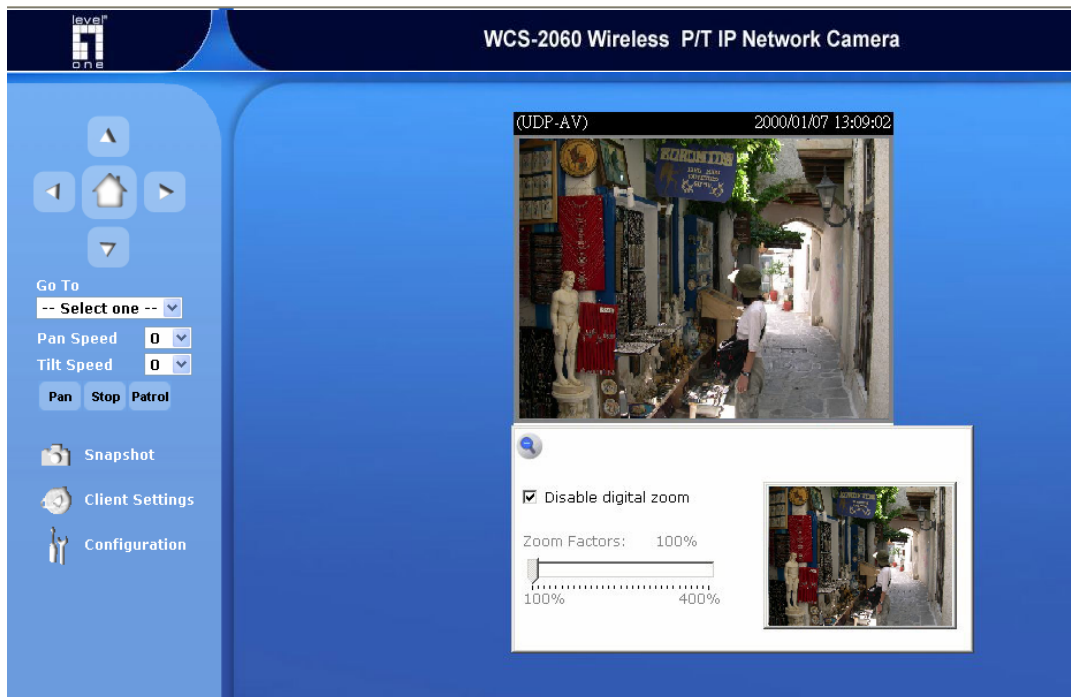 level
one
WCS-2060 Wireless P/T IP Network Camera
(UDP-AV) 2000/01/07 13:09:02
Go To
-- Select one --
Pan Speed 0
Tilt Speed 0
Pan Stop Patrol
Snapshot
Client Settings
Configuration
Disable digital zoom
Zoom Factors: 100%
100% 400%